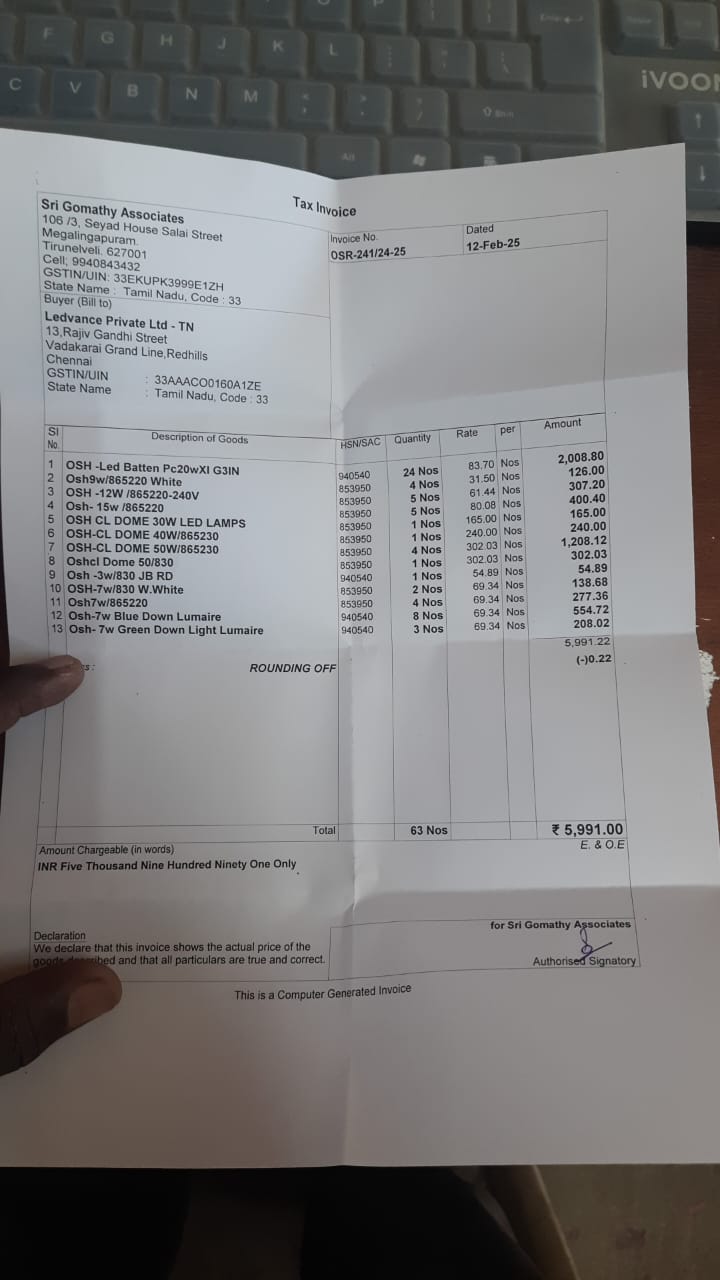 F G H J K L
C V B N M
Shift
Alt
iVOO
Tax Invoice
Sri Gomathy Associates
106 /3, Seyad House Salai Street
Megalingapuram.
Tirunelveli. 627001
Cell; 9940843432
GSTIN/UIN: 33EKUPK3999E1ZH
State Name : Tamil Nadu, Code : 33
Invoice No. Dated
OSR-241/24-25 12-Feb-25
Buyer (Bill to)
Ledvance Private Ltd - TN
13,Rajiv Gandhi Street
Vadakarai Grand Line,Redhills
Chennai
GSTIN/UIN : 33AAACO0160A1ZE
State Name : Tamil Nadu, Code : 33
Sl No. Description of Goods HSN/SAC Quantity Rate per Amount
1 OSH -Led Batten Pc20wXl G3IN 940540 24 Nos 83.70 Nos 2,008.80
2 Osh9w/865220 White 853950 4 Nos 31.50 Nos 126.00
3 OSH -12W /865220-240V 853950 5 Nos 61.44 Nos 307.20
4 Osh- 15w /865220 853950 5 Nos 80.08 Nos 400.40
5 OSH CL DOME 30W LED LAMPS 853950 1 Nos 165.00 Nos 165.00
6 OSH-CL DOME 40W/865230 853950 1 Nos 240.00 Nos 240.00
7 OSH-CL DOME 50W/865230 853950 4 Nos 302.03 Nos 1,208.12
8 Oshcl Dome 50/830 853950 1 Nos 302.03 Nos 302.03
9 Osh -3w/830 JB RD 940540 1 Nos 54.89 Nos 54.89
10 OSH-7w/830 W.White 853950 2 Nos 69.34 Nos 138.68
11 Osh7w/865220 853950 4 Nos 69.34 Nos 277.36
12 Osh-7w Blue Down Lumaire 940540 8 Nos 69.34 Nos 554.72
13 Osh- 7w Green Down Light Lumaire 940540 3 Nos 69.34 Nos 208.02
5,991.22
ROUNDING OFF (-)0.22
Total 63 Nos ₹ 5,991.00
Amount Chargeable (in words) E. & O.E
INR Five Thousand Nine Hundred Ninety One Only
Declaration
We declare that this invoice shows the actual price of the
goods described and that all particulars are true and correct.
for Sri Gomathy Associates
Authorised Signatory
This is a Computer Generated Invoice